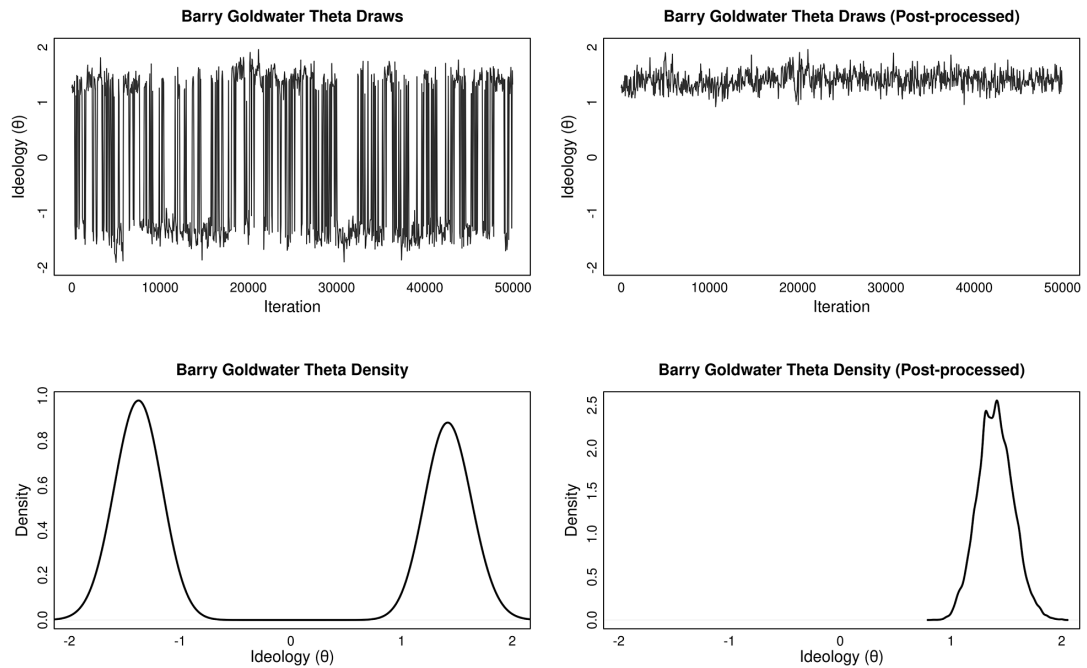 Barry Goldwater Theta Draws
Ideology (θ)
2
1
0
-1
-2
0 10000 20000 30000 40000 50000
Iteration
Barry Goldwater Theta Draws (Post-processed)
Ideology (θ)
2
1
0
-1
-2
0 10000 20000 30000 40000 50000
Iteration
Barry Goldwater Theta Density
Density
1.0
0.8
0.6
0.4
0.2
0.0
-2 -1 0 1 2
Ideology (θ)
Barry Goldwater Theta Density (Post-processed)
Density
2.5
2.0
1.5
1.0
0.5
0.0
-2 -1 0 1 2
Ideology (θ)